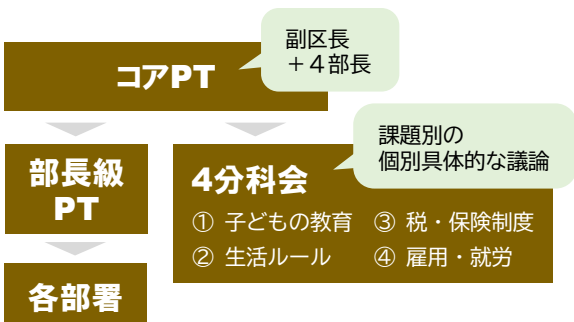 副区長
＋４部長
コアPT
課題別の
個別具体的な議論
部長級
PT
4分科会
① 子どもの教育 ③ 税・保険制度
② 生活ルール ④ 雇用・就労
各部署